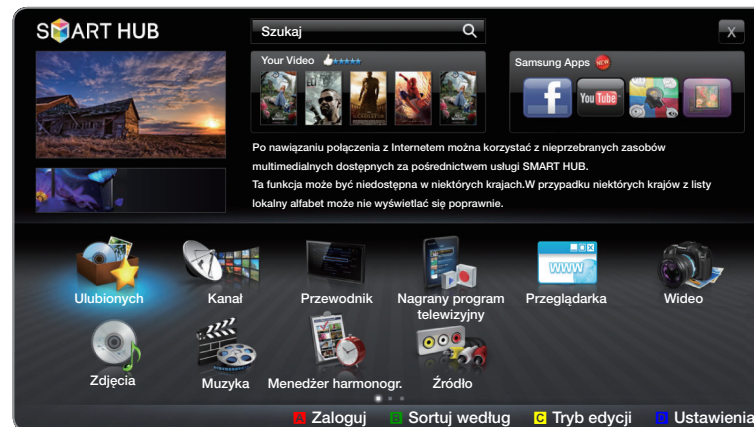 SMART HUB
Szukaj
X
Your Video
Samsung Apps NEW
You Tube
Po nawiązaniu połączenia z Internetem można korzystać z nieprzebranych zasobów
multimedialnych dostępnych za pośrednictwem usługi SMART HUB.
Ta funkcja może być niedostępna w niektórych krajach.W przypadku niektórych krajów z listy
lokalny alfabet może nie wyświetlać się poprawnie.
www
Ulubionych
Kanał
Przewodnik
Nagrany program
telewizyjny
Przeglądarka
Wideo
Zdjęcia
Muzyka
Menedżer harmonogr.
Źródło
A Zaloguj B Sortuj według C Tryb edycji D Ustawienia